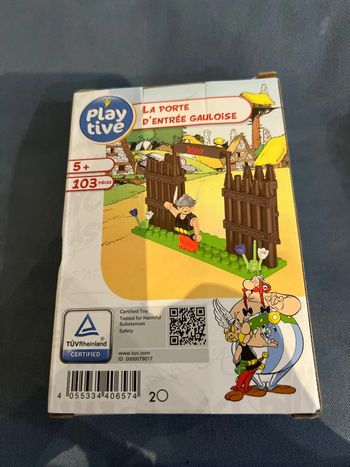 Play
tive
LA PORTE
D'ENTRÉE GAULOISE
5+
103 PIÈCES
TÜVRheinland
CERTIFIED
Certified Toy
Tested for Harmful
Substances
Safety
www.tuv.com
ID 0000079017
4 055334 406574 20